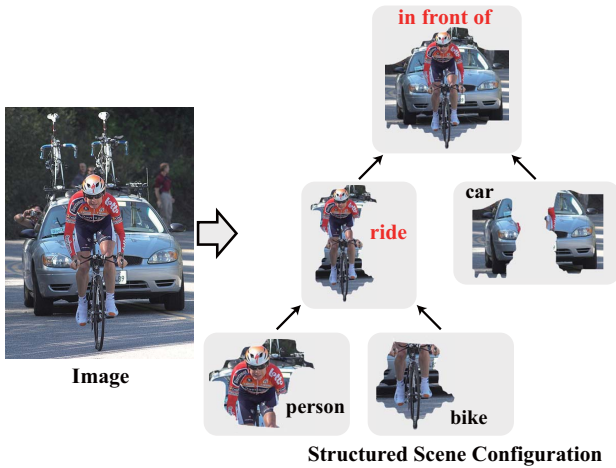 in front of
car
ride
person
bike
Image
Structured Scene Configuration